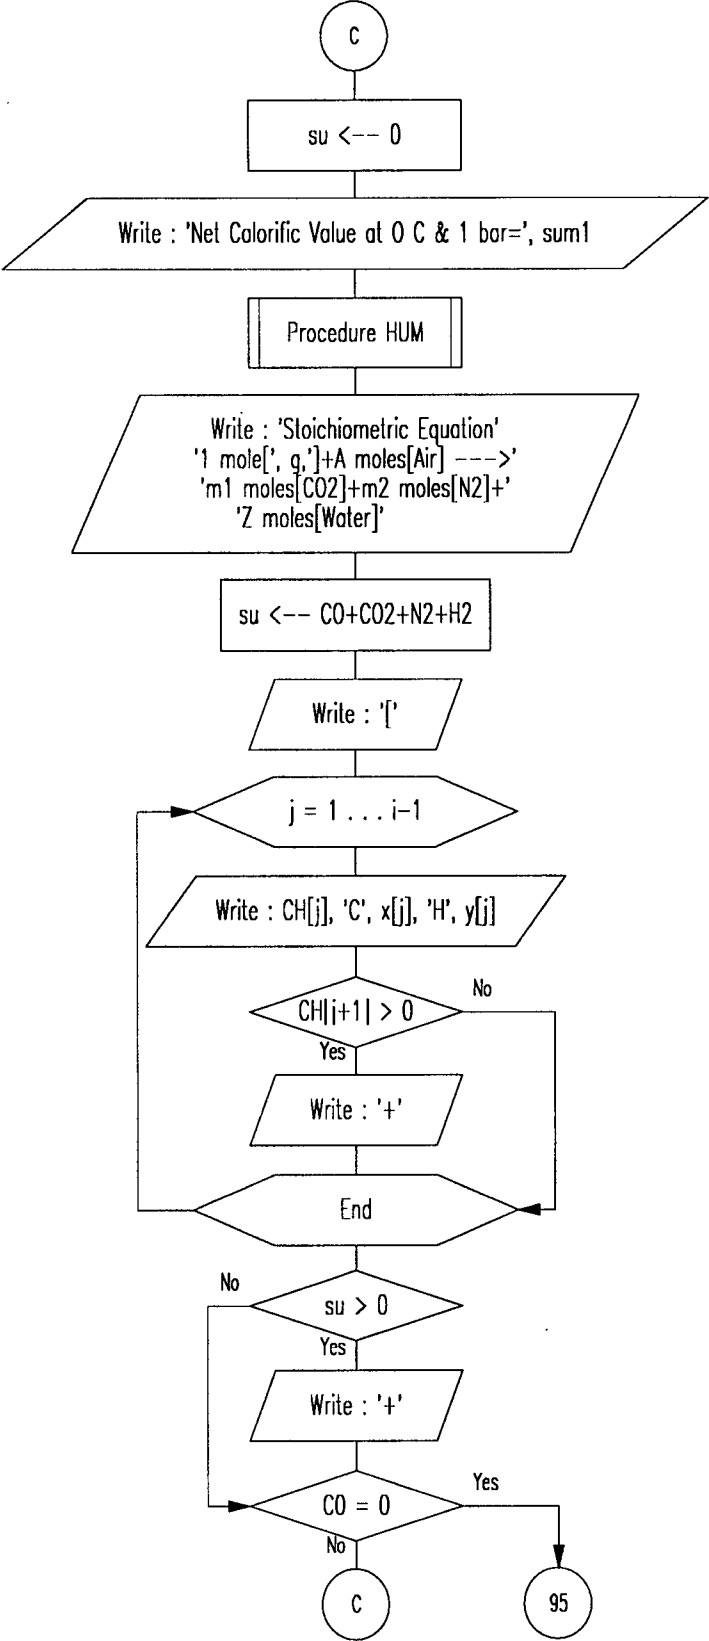 C
su <-- 0
Write : 'Net Calorific Value at 0 C & 1 bar=', sum1
Procedure HUM
Write : 'Stoichiometric Equation'
'1 mole[', g,']+A moles[Air] --->'
'm1 moles[CO2]+m2 moles[N2]+'
'Z moles[Water]'
su <-- CO+CO2+N2+H2
Write : '['
j = 1 . . . i-1
Write : CH[j], 'C', x[j], 'H', y[j]
No
CH|j+1| > 0
Yes
Write : '+'
End
No
su > 0
Yes
Write : '+'
Yes
CO = 0
No
C
95